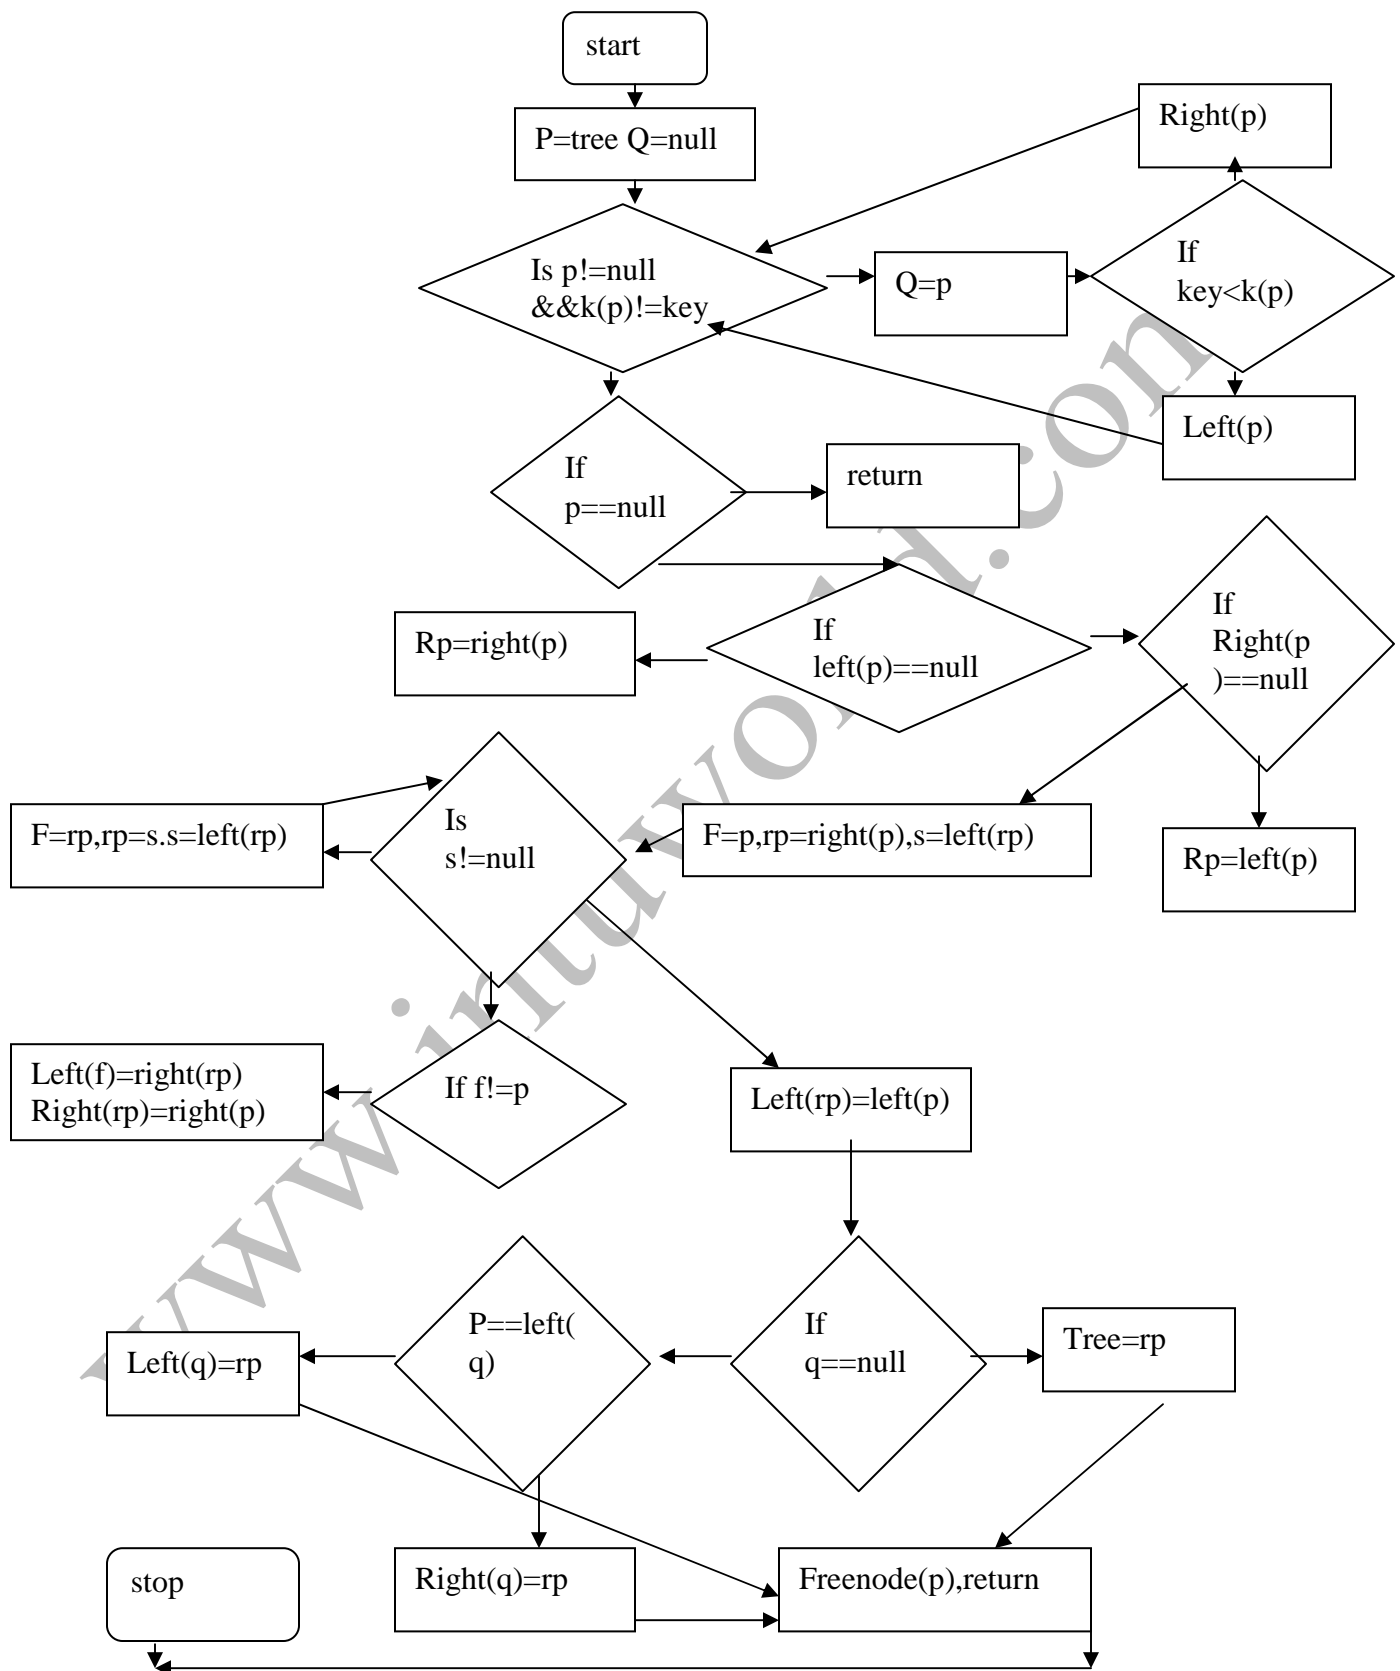 start
P=tree Q=null
Right(p)
Is p!=null
&&k(p)!=key
Q=p
If
key<k(p)
Left(p)
If
p==null
return
Rp=right(p)
If
left(p)==null
If
Right(p
)==null
F=rp,rp=s.s=left(rp)
Is
s!=null
F=p,rp=right(p),s=left(rp)
Rp=left(p)
Left(f)=right(rp)
Right(rp)=right(p)
If f!=p
Left(rp)=left(p)
Left(q)=rp
P==left(
q)
If
q==null
Tree=rp
stop
Right(q)=rp
Freenode(p),return